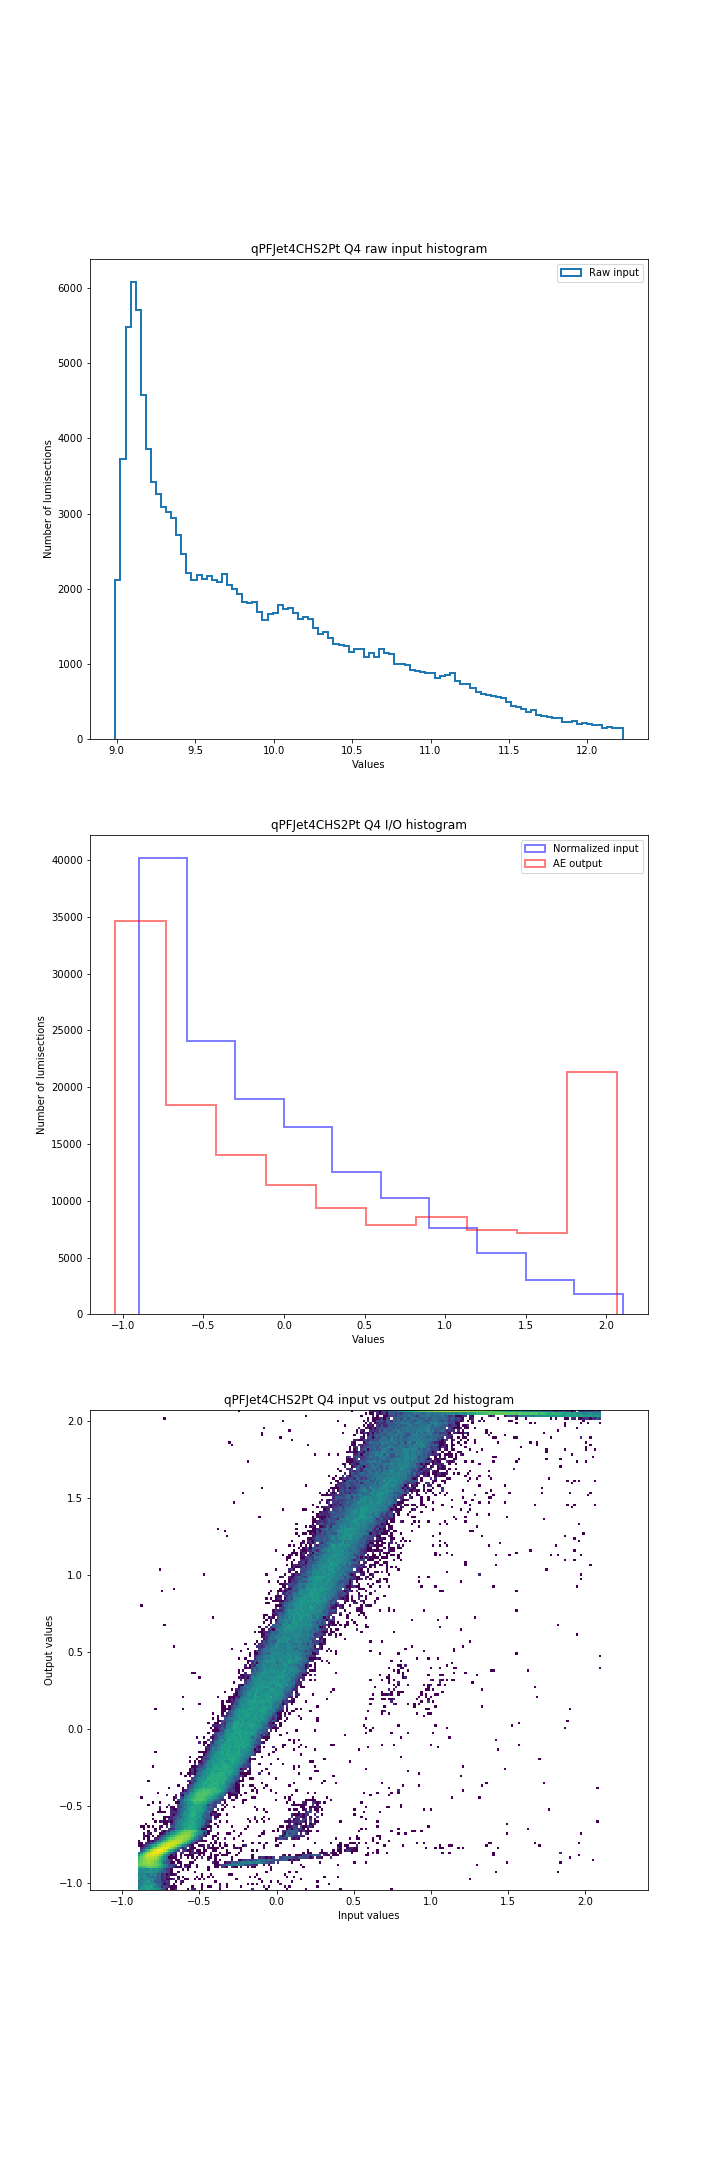 qPFJet4CHS2Pt Q4 raw input histogram
Raw input
6000
5000
4000
3000
2000
1000
0
Number of lumisections
9.0 9.5 10.0 10.5 11.0 11.5 12.0
Values
qPFJet4CHS2Pt Q4 I/O histogram
Normalized input
AE output
40000
35000
30000
25000
20000
15000
10000
5000
0
Number of lumisections
−1.0 −0.5 0.0 0.5 1.0 1.5 2.0
Values
qPFJet4CHS2Pt Q4 input vs output 2d histogram
2.0
1.5
1.0
0.5
0.0
−0.5
−1.0
Output values
−1.0 −0.5 0.0 0.5 1.0 1.5 2.0
Input values